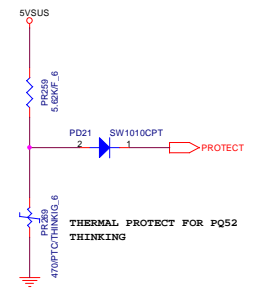 5VSUS
PR259
5.62K/F_6
PD21 SW1010CPT
2 1
PROTECT
PR269
470/PTC/THINKIG_6
THERMAL PROTECT FOR PQ52
THINKING